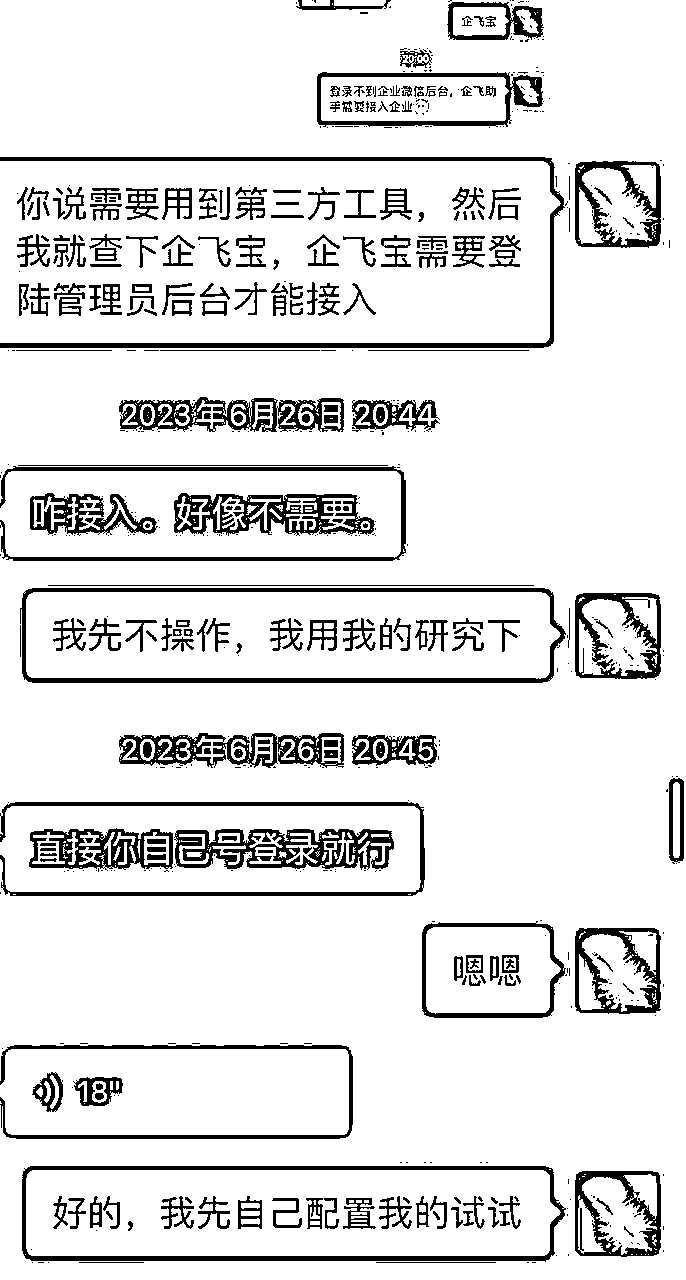 企飞宝
20:00
登录不到企业微信后台，企飞助
手需要接入企业
你说需要用到第三方工具，然后
我就查下企飞宝，企飞宝需要登
陆管理员后台才能接入
2023年6月26日 20:44
咋接入。好像不需要。
我先不操作，我用我的研究下
2023年6月26日 20:45
直接你自己号登录就行
嗯嗯
18"
好的，我先自己配置我的试试